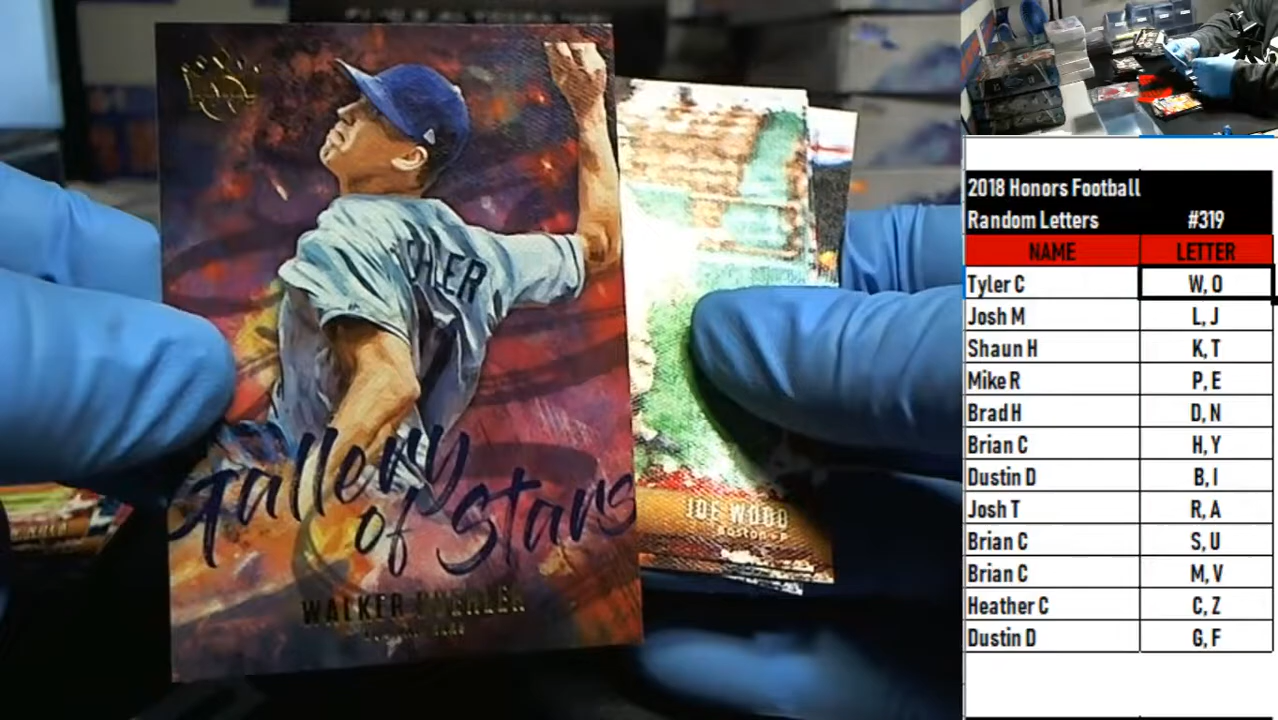 HLER
Gallery
of Stars
WALKER BUEHLER
JOE WOOD
Boston • P
2018 Honors Football
Random Letters #319
NAME LETTER
Tyler C W, O
Josh M L, J
Shaun H K, T
Mike R P, E
Brad H D, N
Brian C H, Y
Dustin D B, I
Josh T R, A
Brian C S, U
Brian C M, V
Heather C C, Z
Dustin D G, F